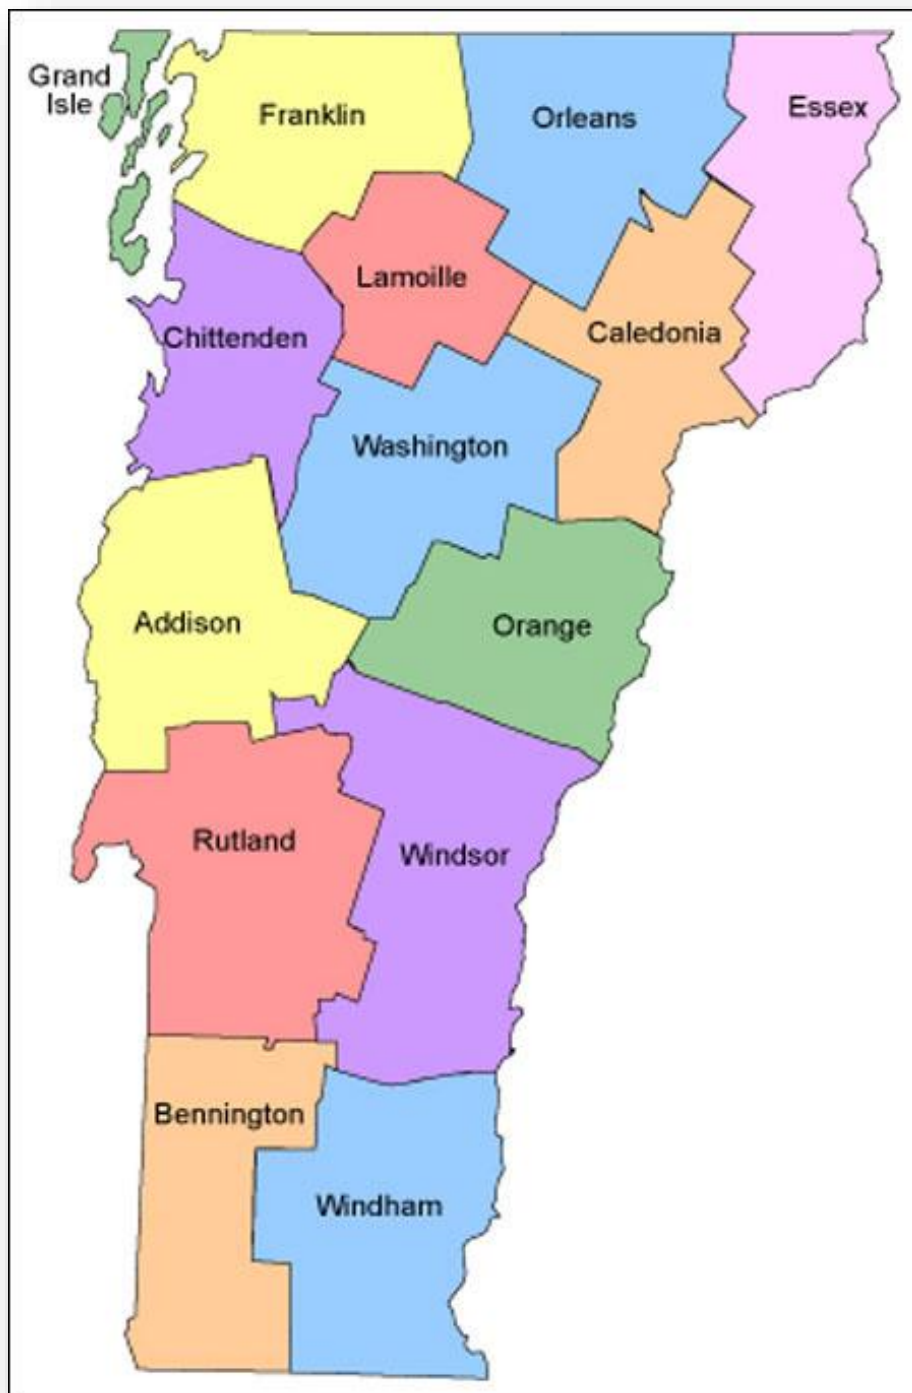 Grand
Isle
Franklin
Orleans
Essex
Lamoille
Chittenden
Caledonia
Washington
Addison
Orange
Rutland
Windsor
Bennington
Windham